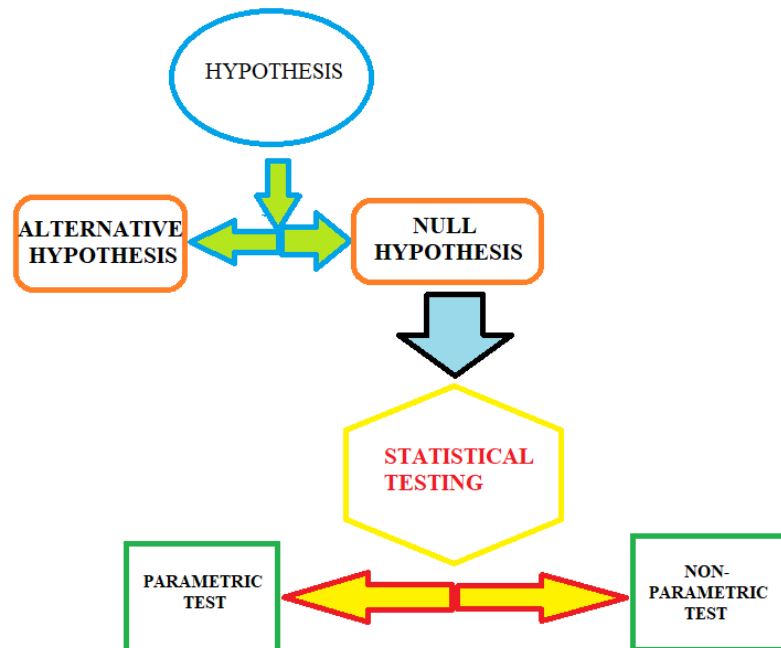 HYPOTHESIS
ALTERNATIVE
HYPOTHESIS
NULL
HYPOTHESIS
STATISTICAL
TESTING
PARAMETRIC
TEST
NON-
PARAMETRIC
TEST